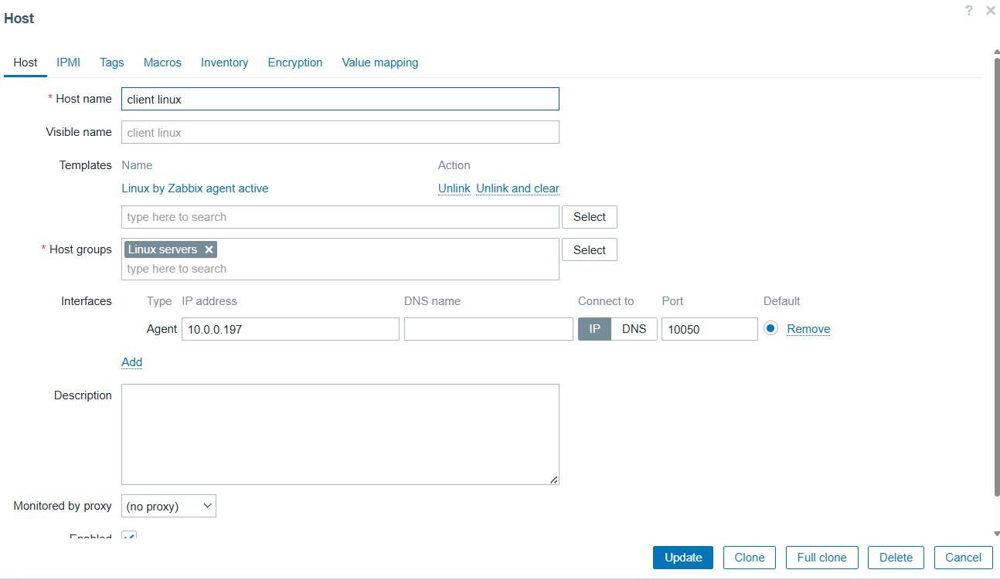 Host
?
Host IPMI Tags Macros Inventory Encryption Value mapping
* Host name client linux
Visible name client linux
Templates Name Action
Linux by Zabbix agent active Unlink Unlink and clear
type here to search Select
* Host groups Linux servers Select
type here to search
Interfaces Type IP address DNS name Connect to Port Default
Agent 10.0.0.197 IP DNS 10050 Remove
Add
Description
Monitored by proxy (no proxy)
Enabled
Update Clone Full clone Delete Cancel